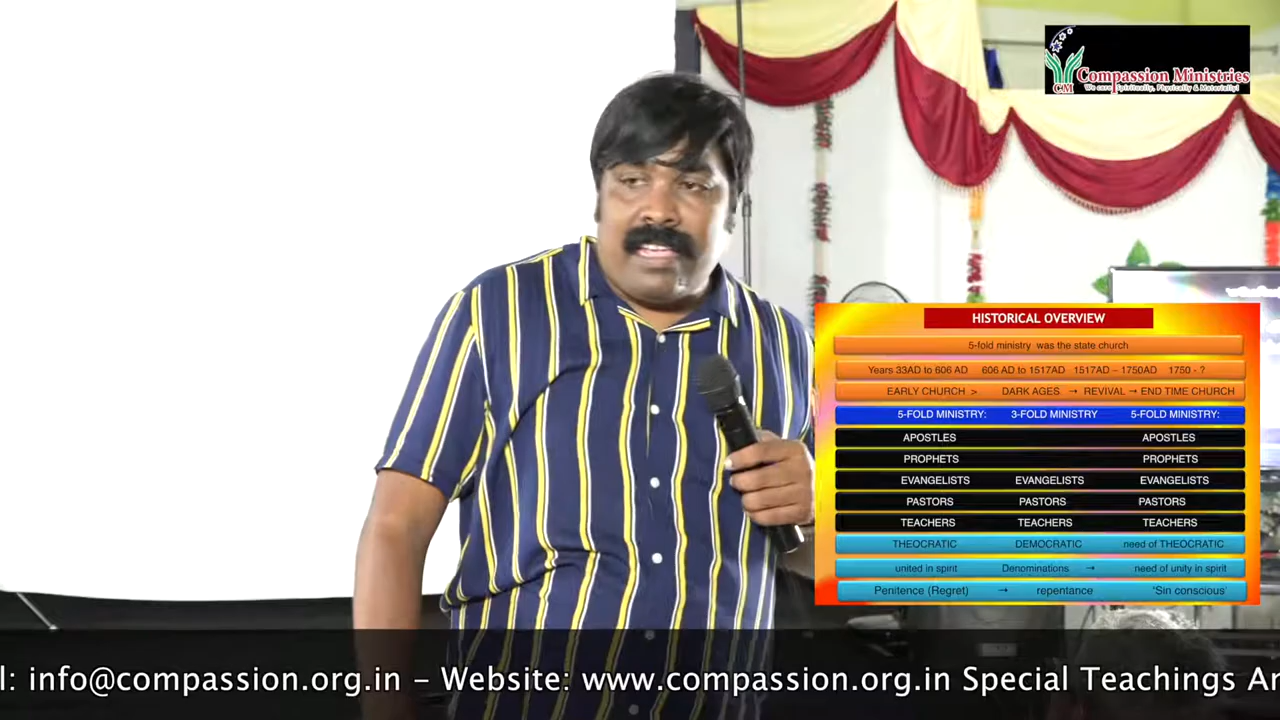 Compassion Ministries
CM
We care Spiritually, Physically & Materially!
HISTORICAL OVERVIEW
5-fold ministry was the state church
Years 33AD to 606 AD 606 AD to 1517AD 1517AD – 1750AD 1750 - ?
EARLY CHURCH > DARK AGES → REVIVAL → END TIME CHURCH
5-FOLD MINISTRY: 3-FOLD MINISTRY 5-FOLD MINISTRY:
APOSTLES APOSTLES
PROPHETS PROPHETS
EVANGELISTS EVANGELISTS EVANGELISTS
PASTORS PASTORS PASTORS
TEACHERS TEACHERS TEACHERS
THEOCRATIC DEMOCRATIC need of THEOCRATIC
united in spirit Denominations → need of unity in spirit
Penitence (Regret) → repentance 'Sin conscious'
l: info@compassion.org.in – Website: www.compassion.org.in Special Teachings Ar